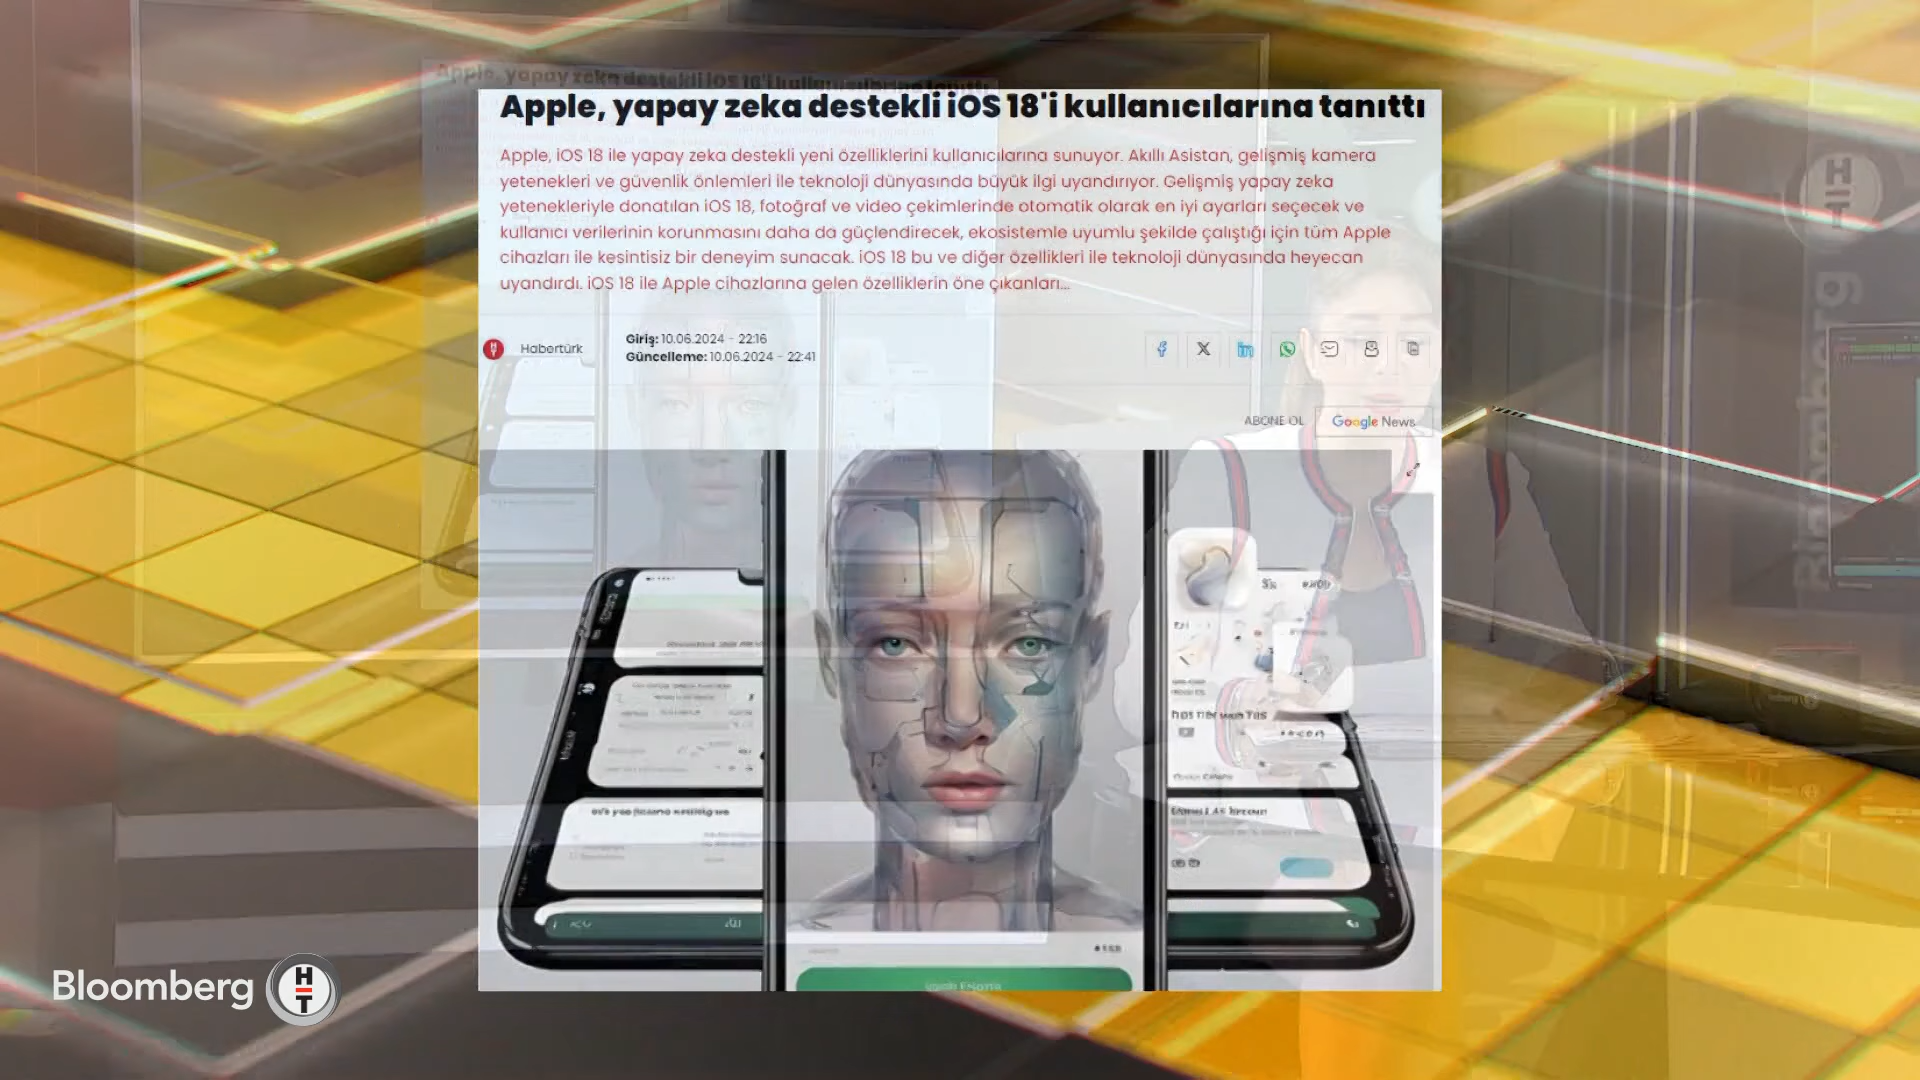 Apple, yapay zeka destekli iOS 18'i kullanıcılarına tanıttı
Apple, iOS 18 ile yapay zeka destekli yeni özelliklerini kullanıcılarına sunuyor. Akıllı Asistan, gelişmiş kamera
yetenekleri ve güvenlik önlemleri ile teknoloji dünyasında büyük ilgi uyandırıyor. Gelişmiş yapay zeka
yetenekleriyle donatılan iOS 18, fotoğraf ve video çekimlerinde otomatik olarak en iyi ayarları seçecek ve
kullanıcı verilerinin korunmasını daha da güçlendirecek, ekosistemle uyumlu şekilde çalıştığı için tüm Apple
cihazları ile kesintisiz bir deneyim sunacak. iOS 18 bu ve diğer özellikleri ile teknoloji dünyasında heyecan
uyandırdı. iOS 18 ile Apple cihazlarına gelen özelliklerin öne çıkanları...
Habertürk
Giriş: 10.06.2024 - 22:16
Güncelleme: 10.06.2024 - 22:41
ABONE OL
Google News
Bloomberg HT
Bloomberg